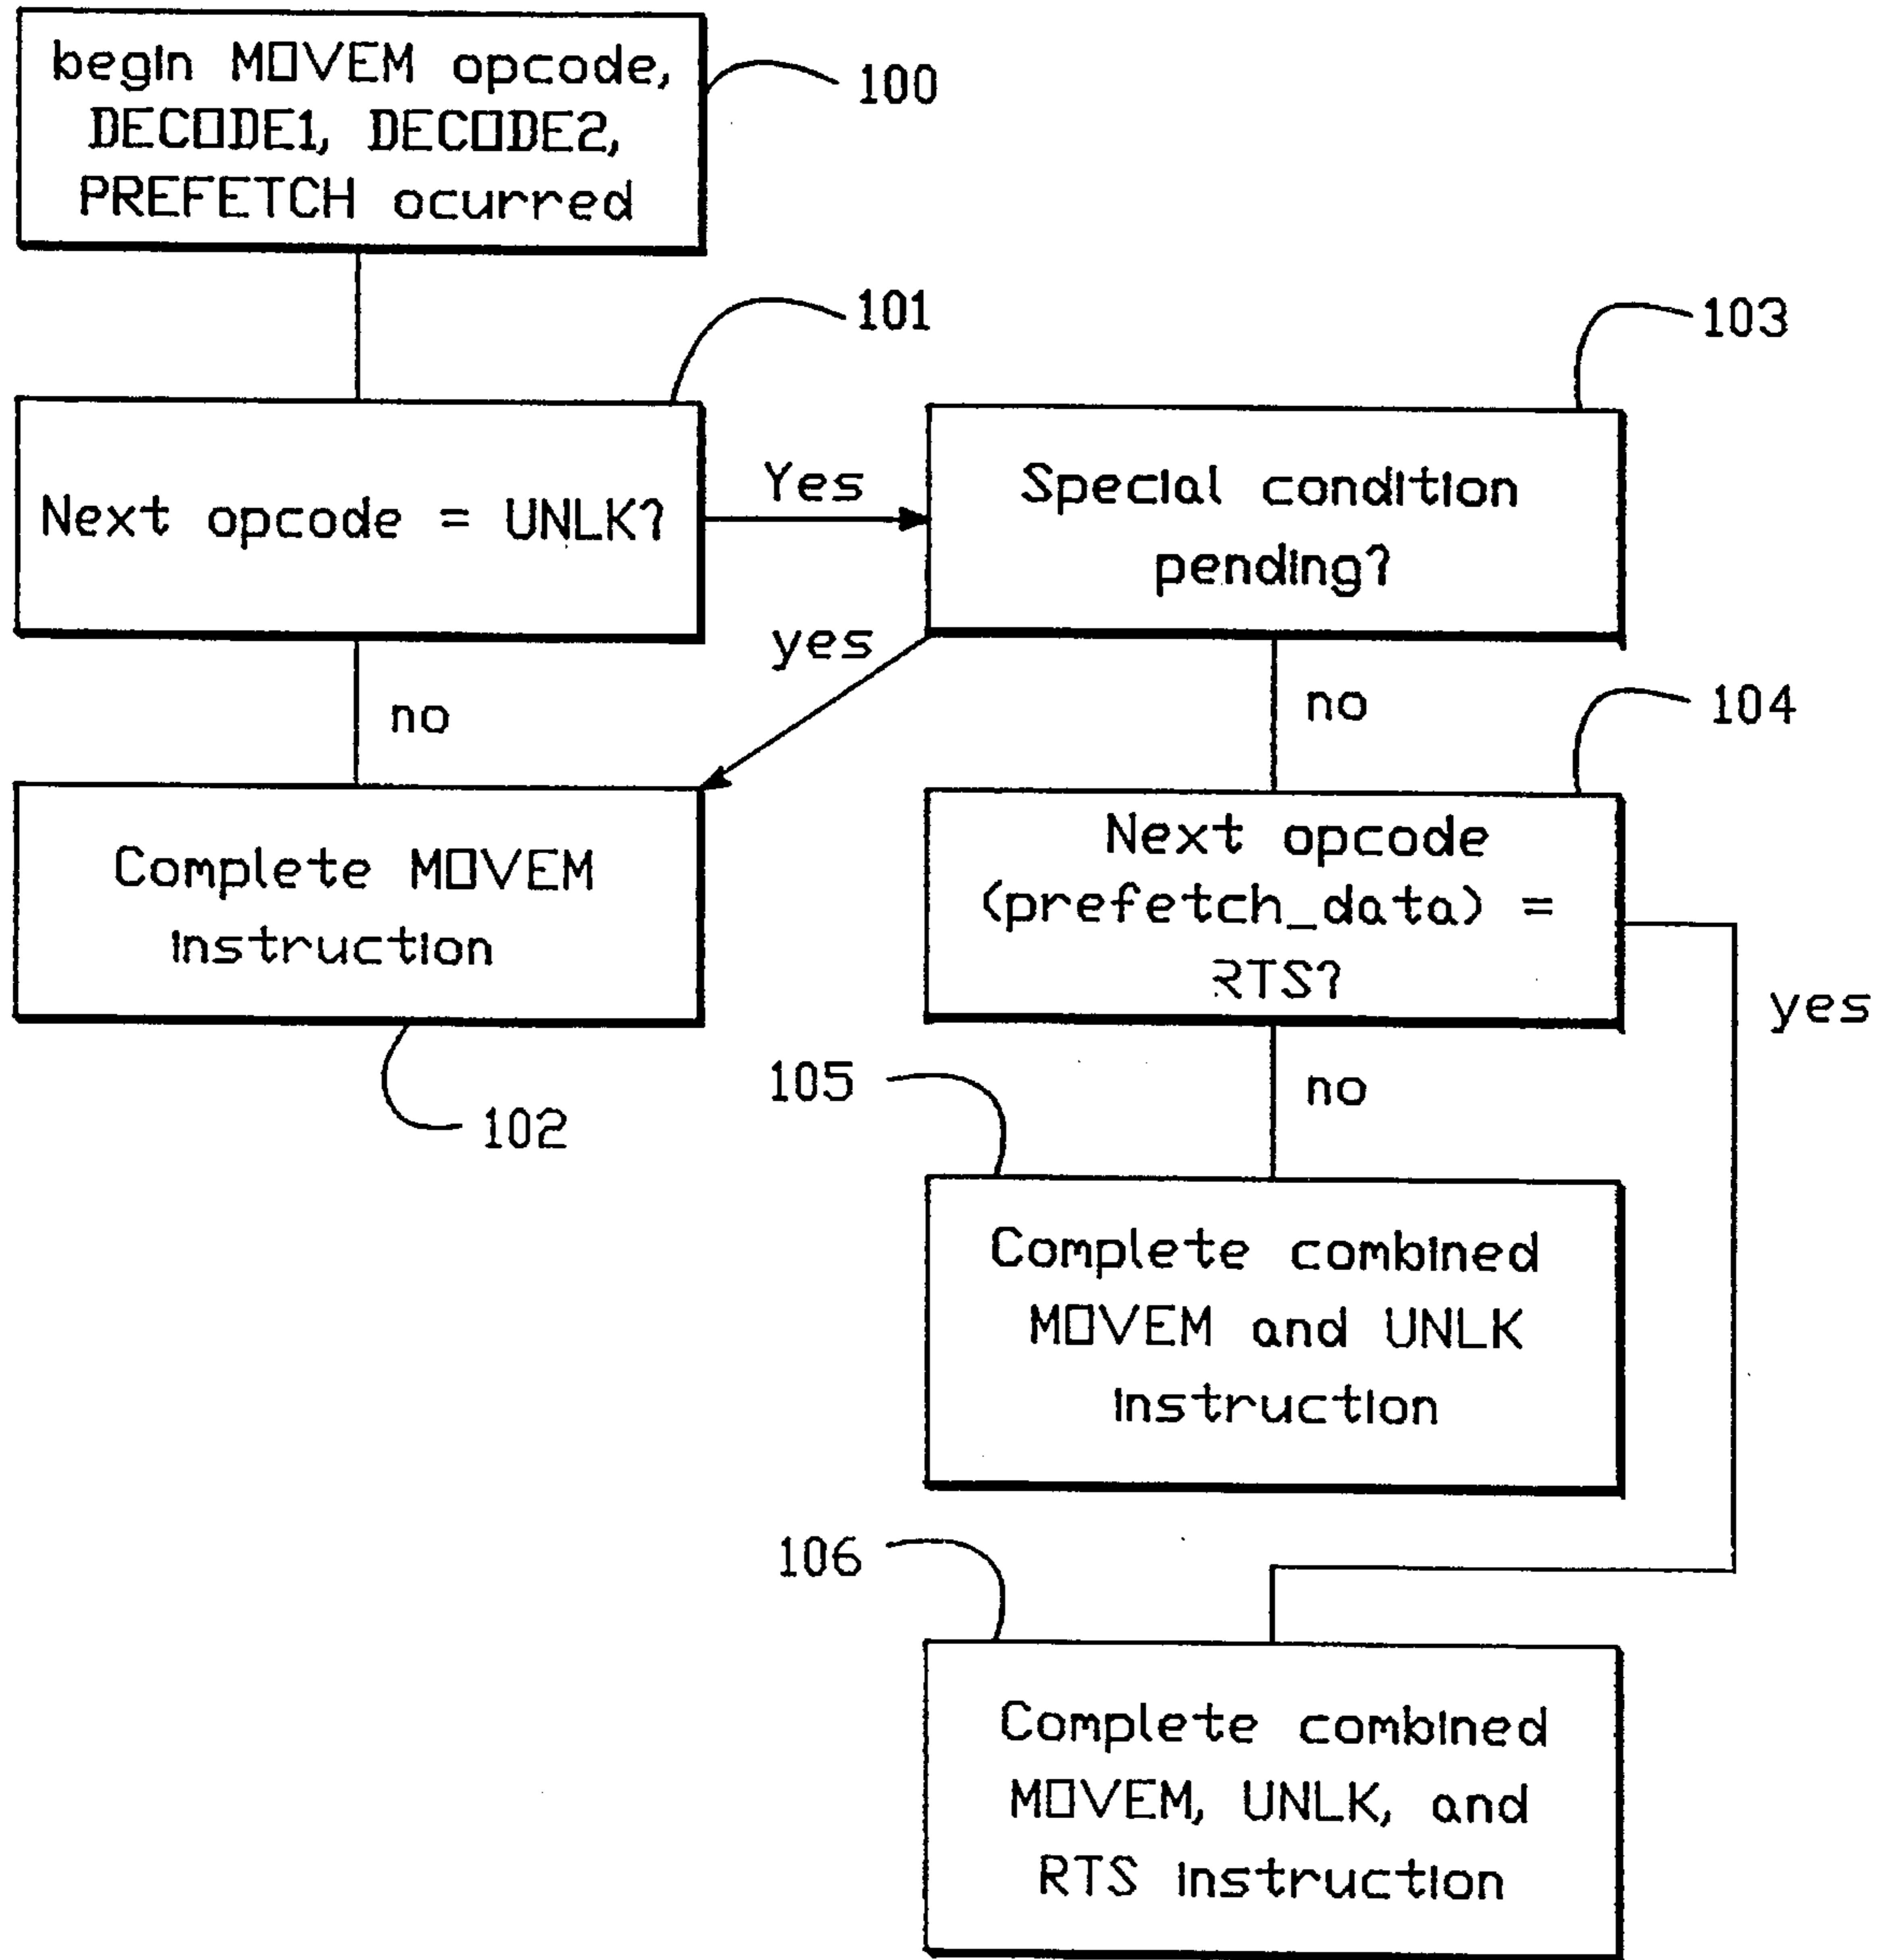 begin MOVEM opcode,
DECODE1, DECODE2,
PREFETCH ocurred
100
101
103
Next opcode = UNLK?
Yes
Special condition
pending?
yes
no
no
104
Complete MOVEM
instruction
Next opcode
(prefetch_data) =
RTS?
yes
102
105
no
Complete combined
MOVEM and UNLK
instruction
106
Complete combined
MOVEM, UNLK, and
RTS instruction